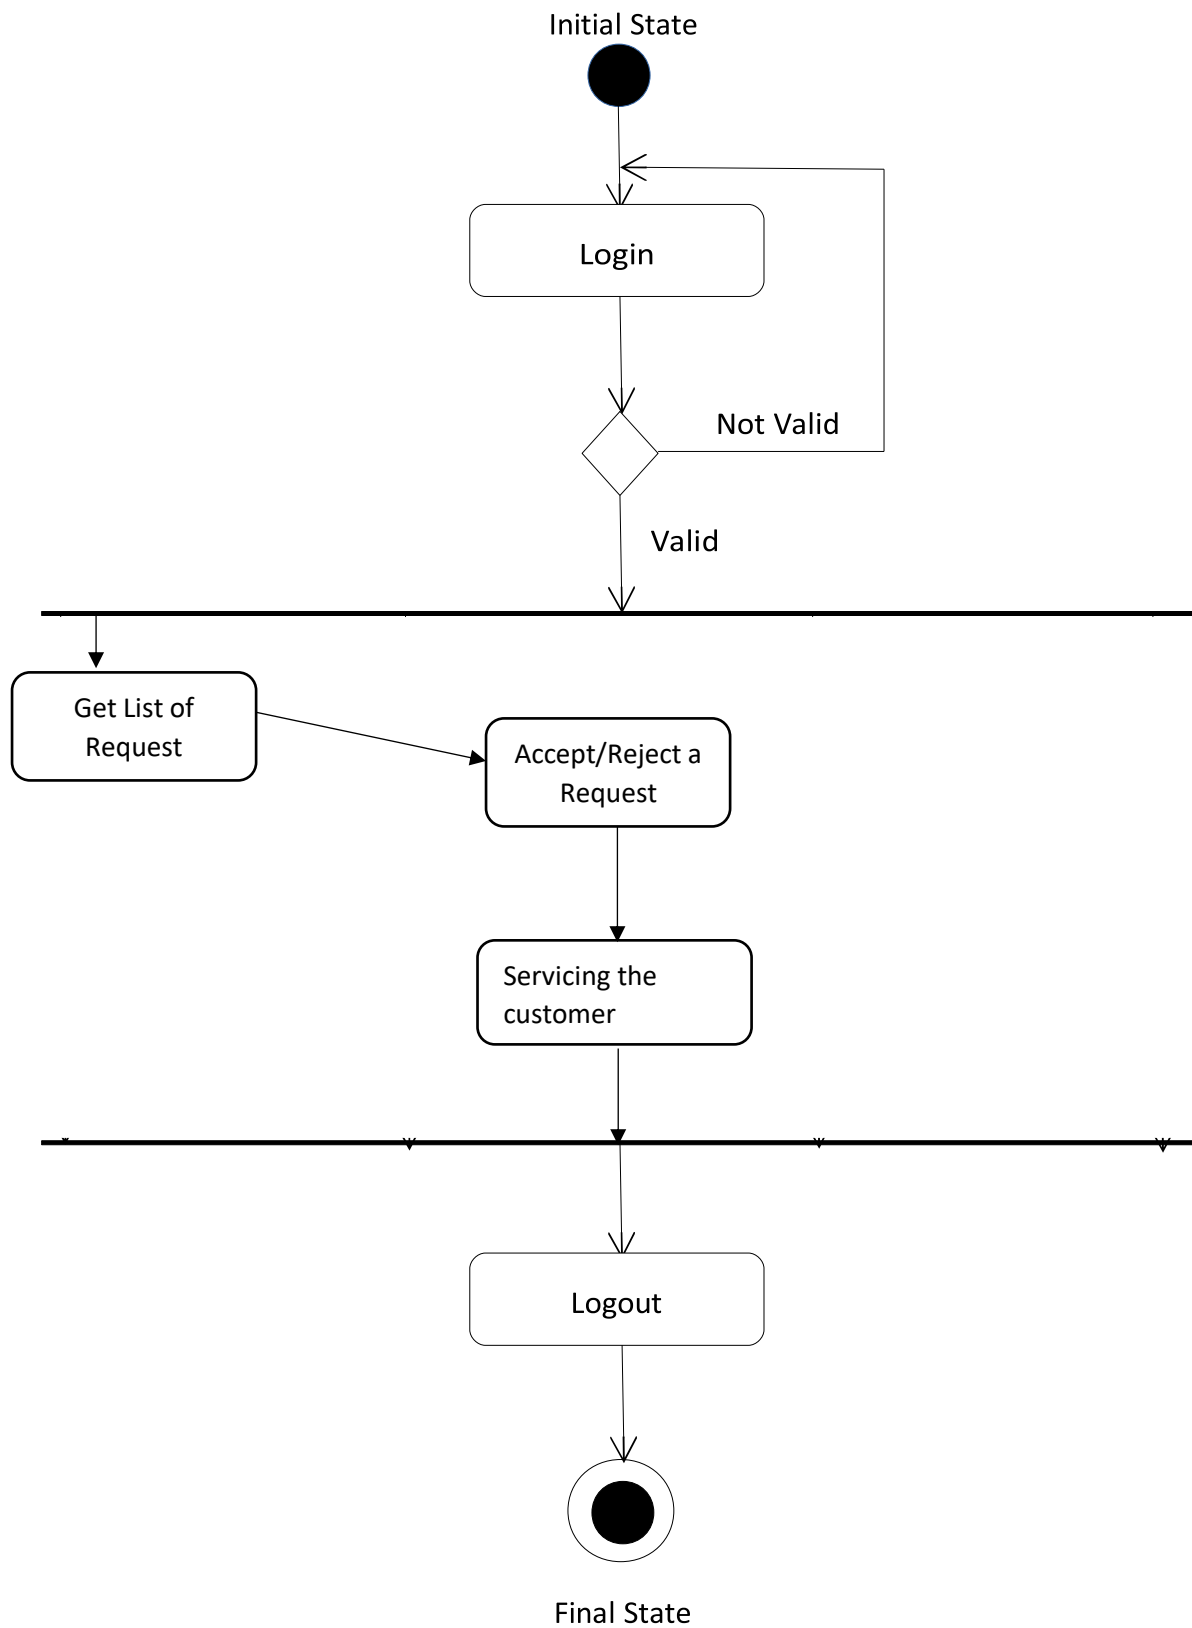 Initial State
Login
Not Valid
Valid
Get List of
Request
Accept/Reject a
Request
Servicing the
customer
Logout
Final State